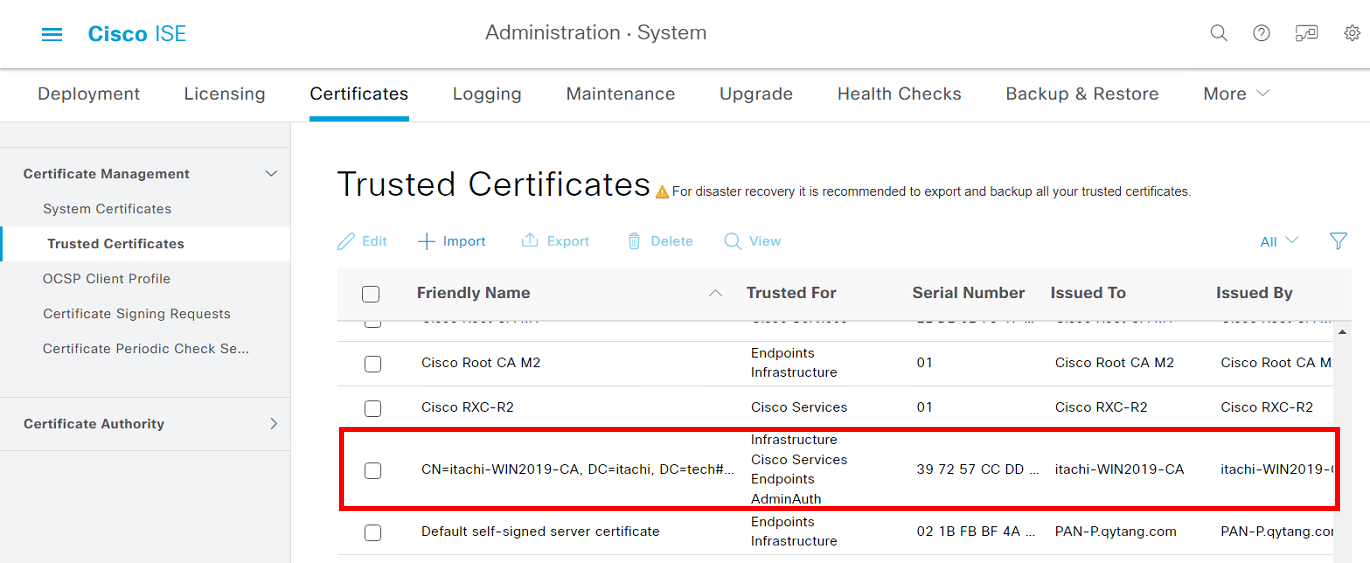 Cisco ISE
Administration · System
Deployment Licensing Certificates Logging Maintenance Upgrade Health Checks Backup & Restore More
Certificate Management
System Certificates
Trusted Certificates
OCSP Client Profile
Certificate Signing Requests
Certificate Periodic Check Se...
Certificate Authority
Trusted Certificates For disaster recovery it is recommended to export and backup all your trusted certificates.
Edit Import Export Delete View All
Friendly Name Trusted For Serial Number Issued To Issued By
Cisco Root CA M2 Endpoints Infrastructure 01 Cisco Root CA M2 Cisco Root CA M
Cisco RXC-R2 Cisco Services 01 Cisco RXC-R2 Cisco RXC-R2
Infrastructure
Cisco Services
CN=itachi-WIN2019-CA, DC=itachi, DC=tech#... 39 72 57 CC DD ... itachi-WIN2019-CA itachi-WIN2019-
Endpoints
AdminAuth
Default self-signed server certificate Endpoints Infrastructure 02 1B FB BF 4A ... PAN-P.qytang.com PAN-P.qytang.co